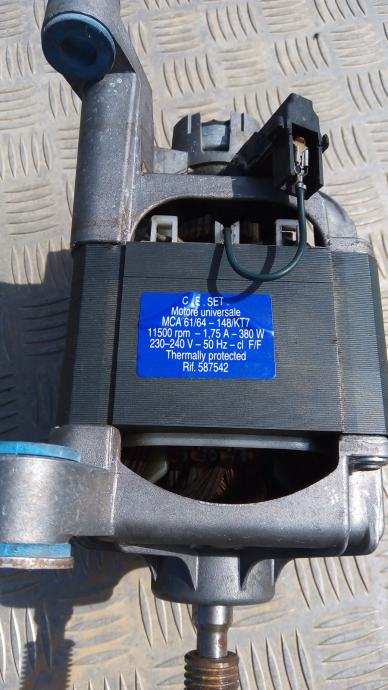 C.E.SET.
Motore universale
MCA 61/64 – 148/KT7
11500 rpm – 1,75 A – 380 W
230–240 V – 50 Hz – cl F/F
Thermally protected
Rif. 587542